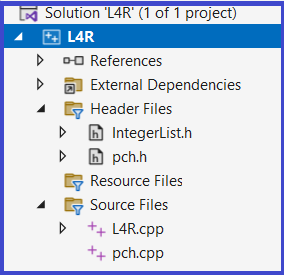 Solution 'L4R' (1 of 1 project)
L4R
References
External Dependencies
Header Files
IntegerList.h
pch.h
Resource Files
Source Files
L4R.cpp
pch.cpp